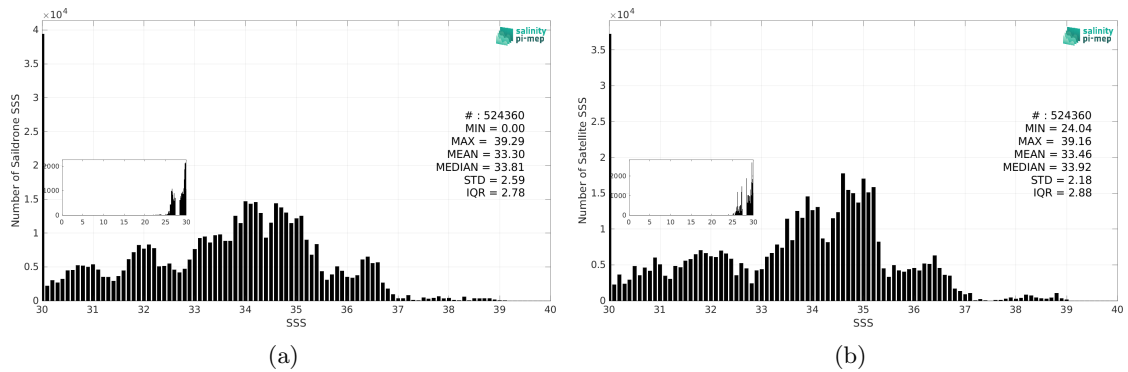 ×10⁴
4
3.5
3
2.5
2
1.5
1
0.5
0
Number of Saildrone SSS
salinity
pi-mep
# : 524360
MIN = 0.00
MAX = 39.29
MEAN = 33.30
MEDIAN = 33.81
STD = 2.59
IQR = 2.78
2000
1000
0
0 5 10 15 20 25 30
30 31 32 33 34 35 36 37 38 39 40
SSS
(a)
×10⁴
3.5
3
2.5
2
1.5
1
0.5
0
Number of Satellite SSS
salinity
pi-mep
# : 524360
MIN = 24.04
MAX = 39.16
MEAN = 33.46
MEDIAN = 33.92
STD = 2.18
IQR = 2.88
2000
1000
0
0 5 10 15 20 25 30
30 31 32 33 34 35 36 37 38 39 40
SSS
(b)